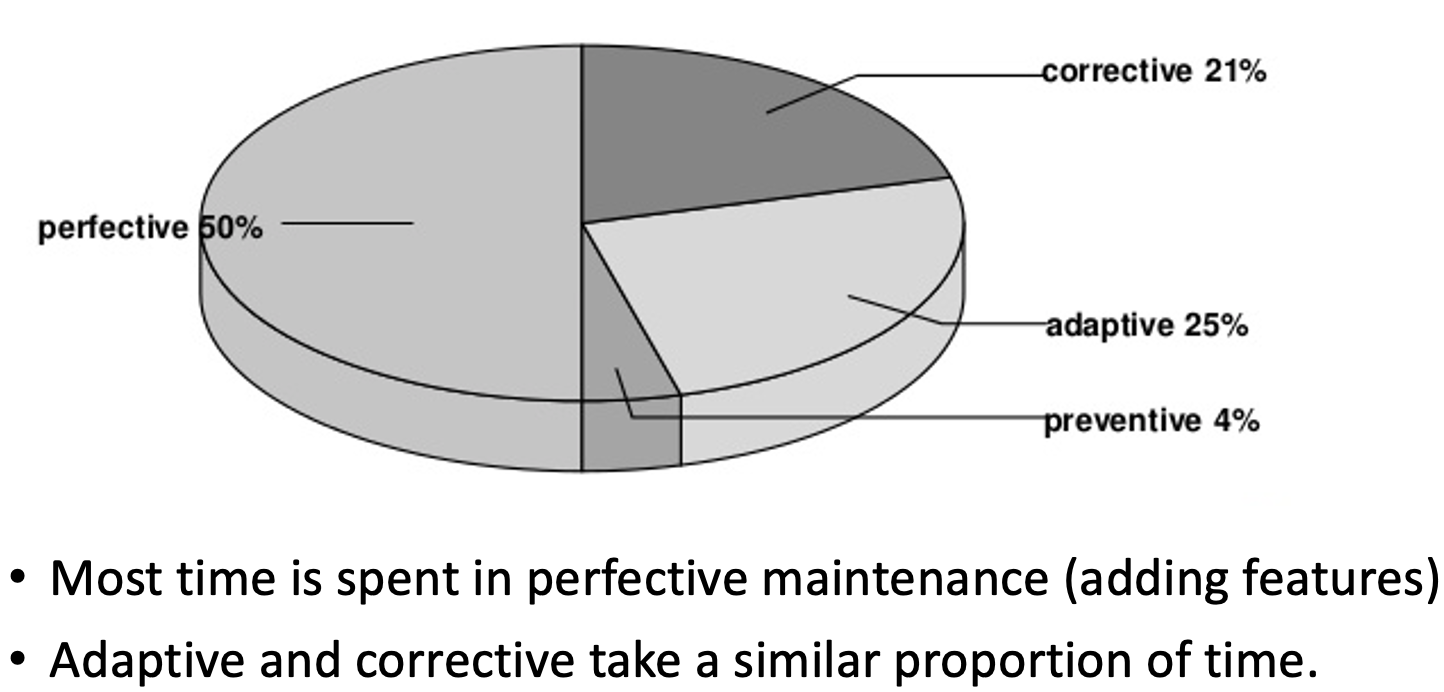 corrective 21%
perfective 50%
adaptive 25%
preventive 4%
• Most time is spent in perfective maintenance (adding features)
• Adaptive and corrective take a similar proportion of time.